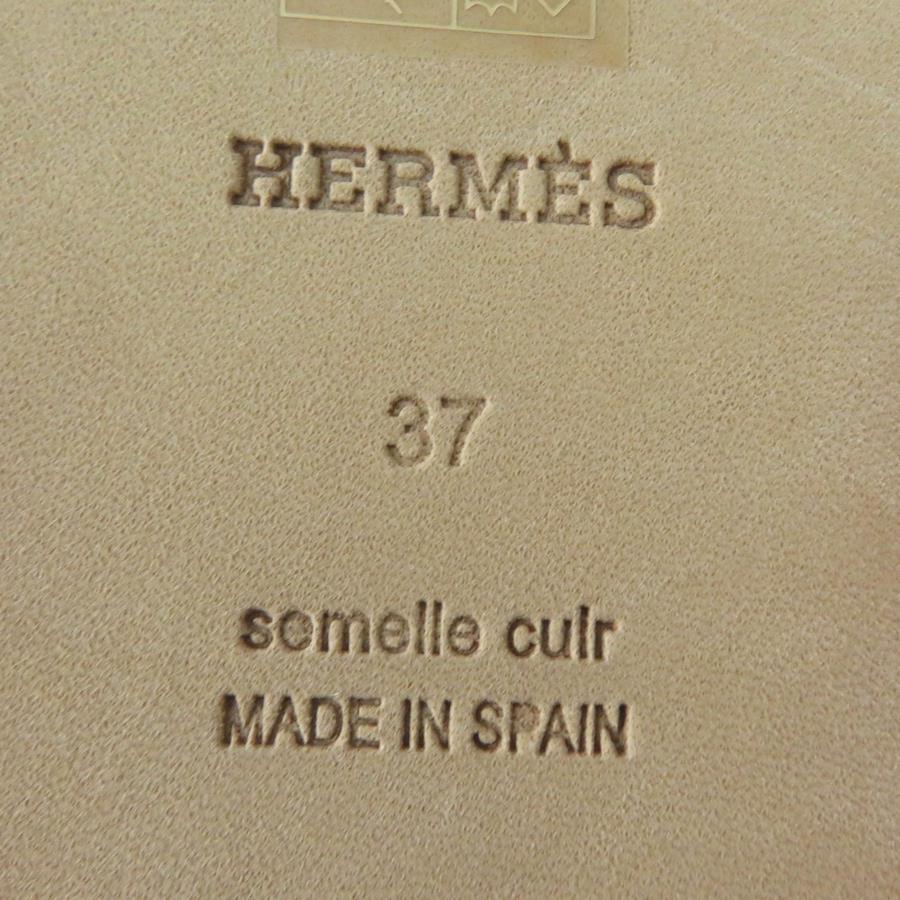 HERMÈS
37
semelle cuir
MADE IN SPAIN